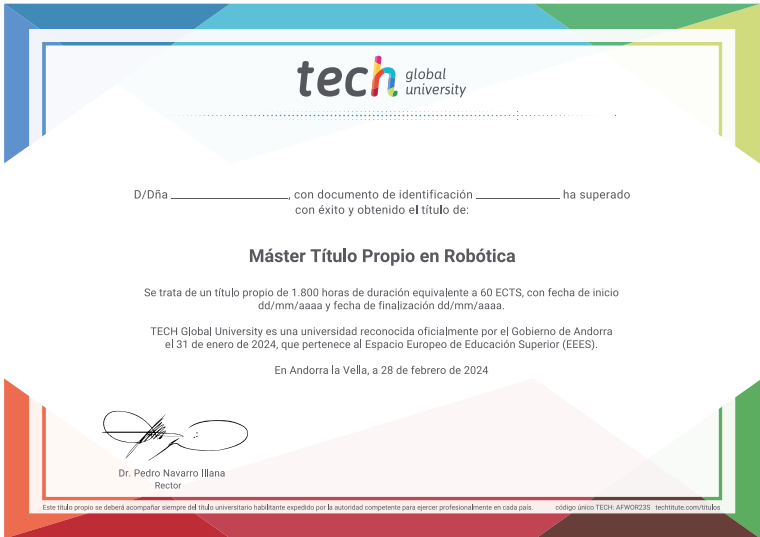 tech global
university
D/Dña ____________________, con documento de identificación ______________ ha superado
con éxito y obtenido el título de:
Máster Título Propio en Robótica
Se trata de un título propio de 1.800 horas de duración equivalente a 60 ECTS, con fecha de inicio
dd/mm/aaaa y fecha de finalización dd/mm/aaaa.
TECH Global University es una universidad reconocida oficialmente por el Gobierno de Andorra
el 31 de enero de 2024, que pertenece al Espacio Europeo de Educación Superior (EEES).
En Andorra la Vella, a 28 de febrero de 2024
Dr. Pedro Navarro Illana
Rector
Este título propio se deberá acompañar siempre del título universitario habilitante expedido por la autoridad competente para ejercer profesionalmente en cada país. código único TECH: AFWOR23S techtitute.com/titulos